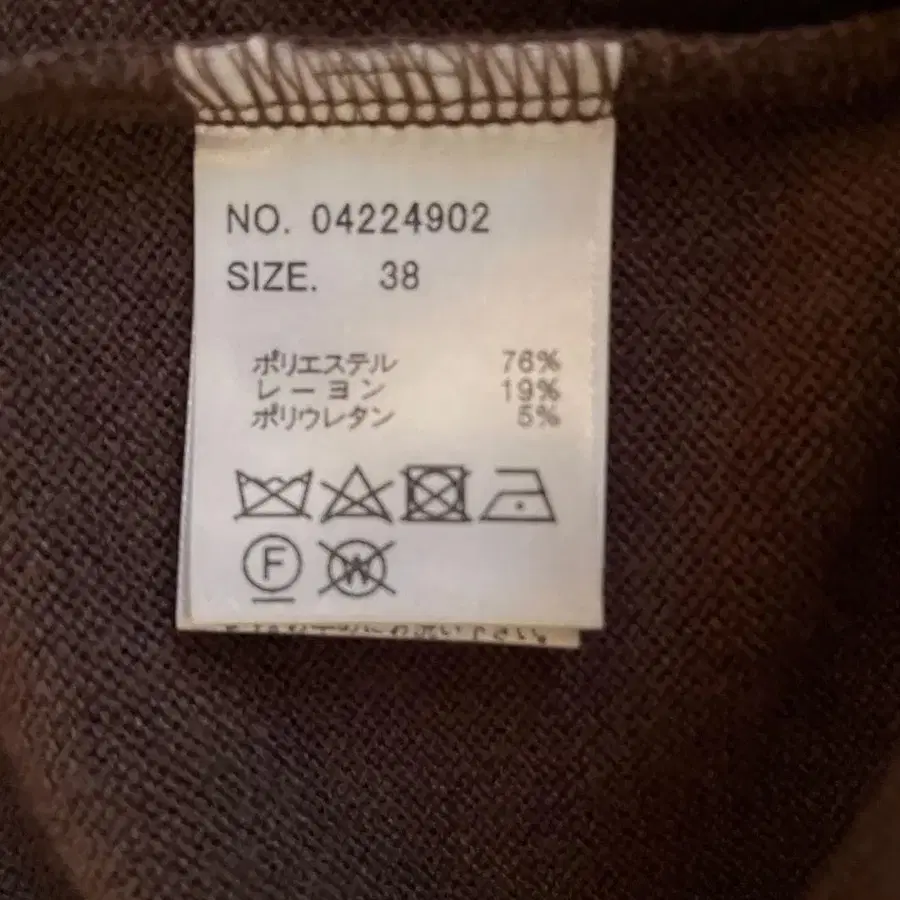 NO. 04224902
SIZE. 38
ポリエステル 76%
レーヨン 19%
ポリウレタン 5%
F W